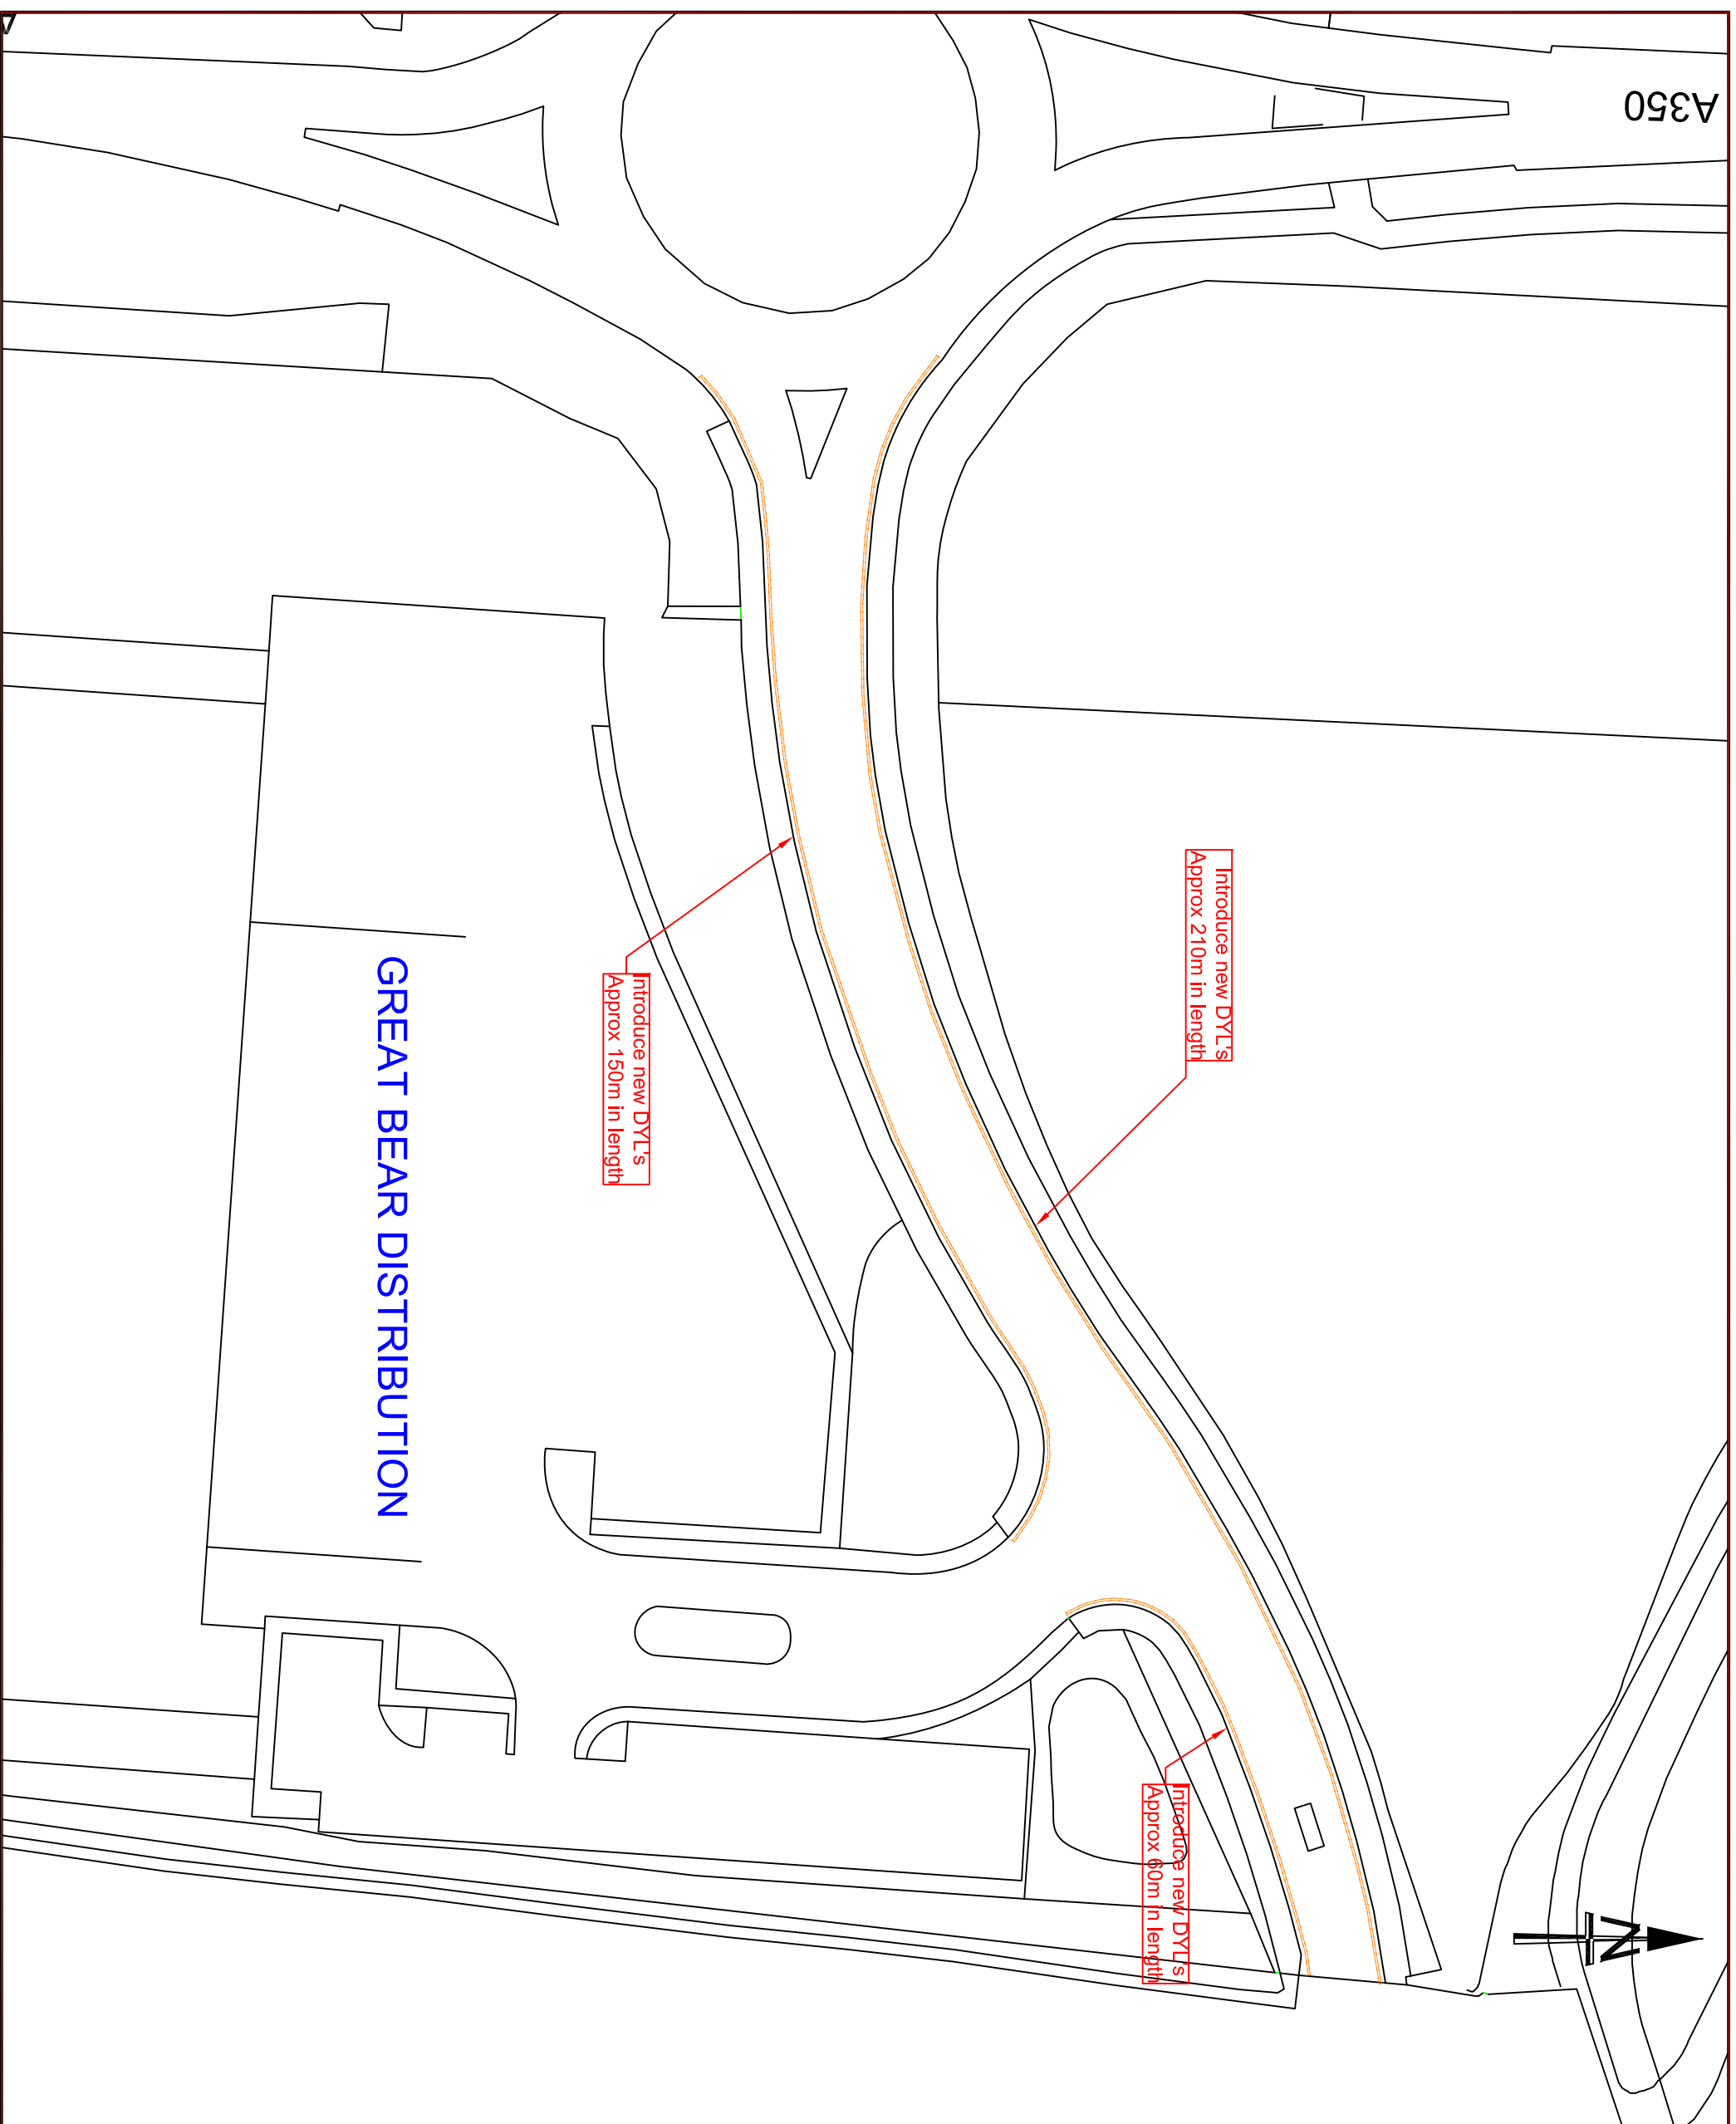 A350
Introduce new DYL's
Approx 210m in length
Introduce new DYL's
Approx 150m in length
GREAT BEAR DISTRIBUTION
Introduce new DYL's
Approx 60m in length
N